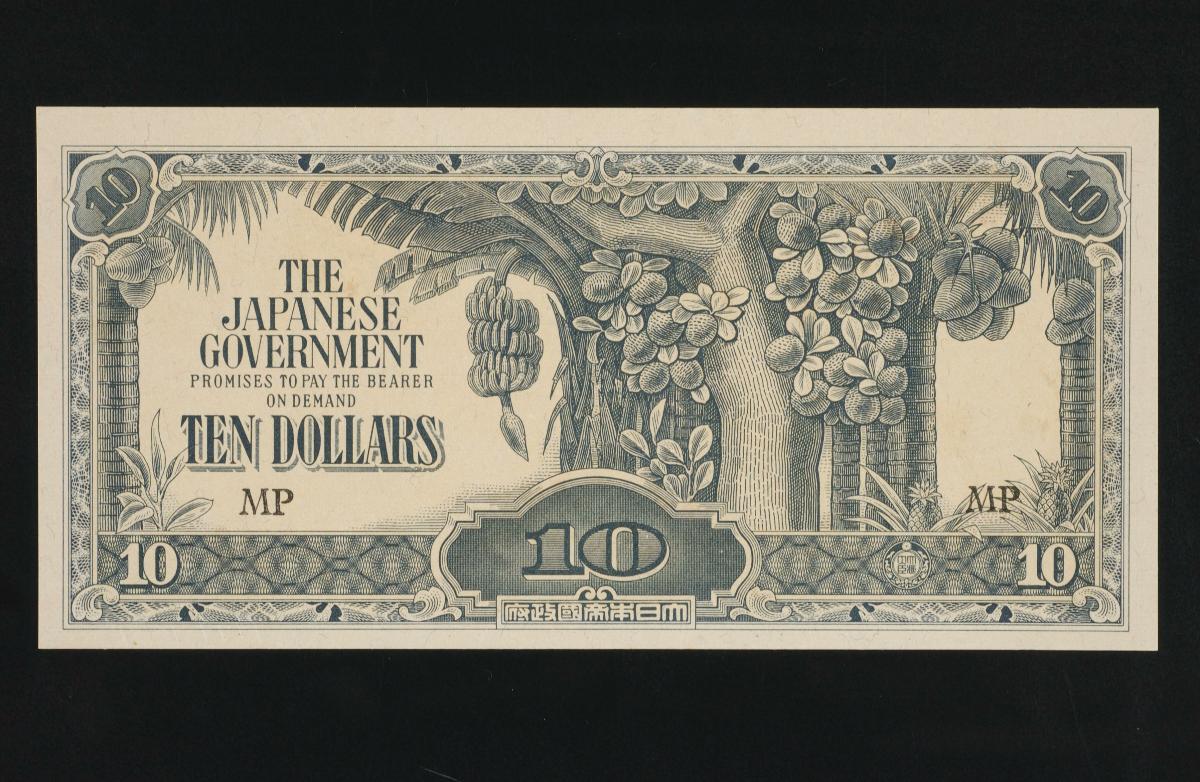 10
10
THE
JAPANESE
GOVERNMENT
PROMISES TO PAY THE BEARER
ON DEMAND
TEN DOLLARS
MP
MP
10
10
10
府政國帝本日大